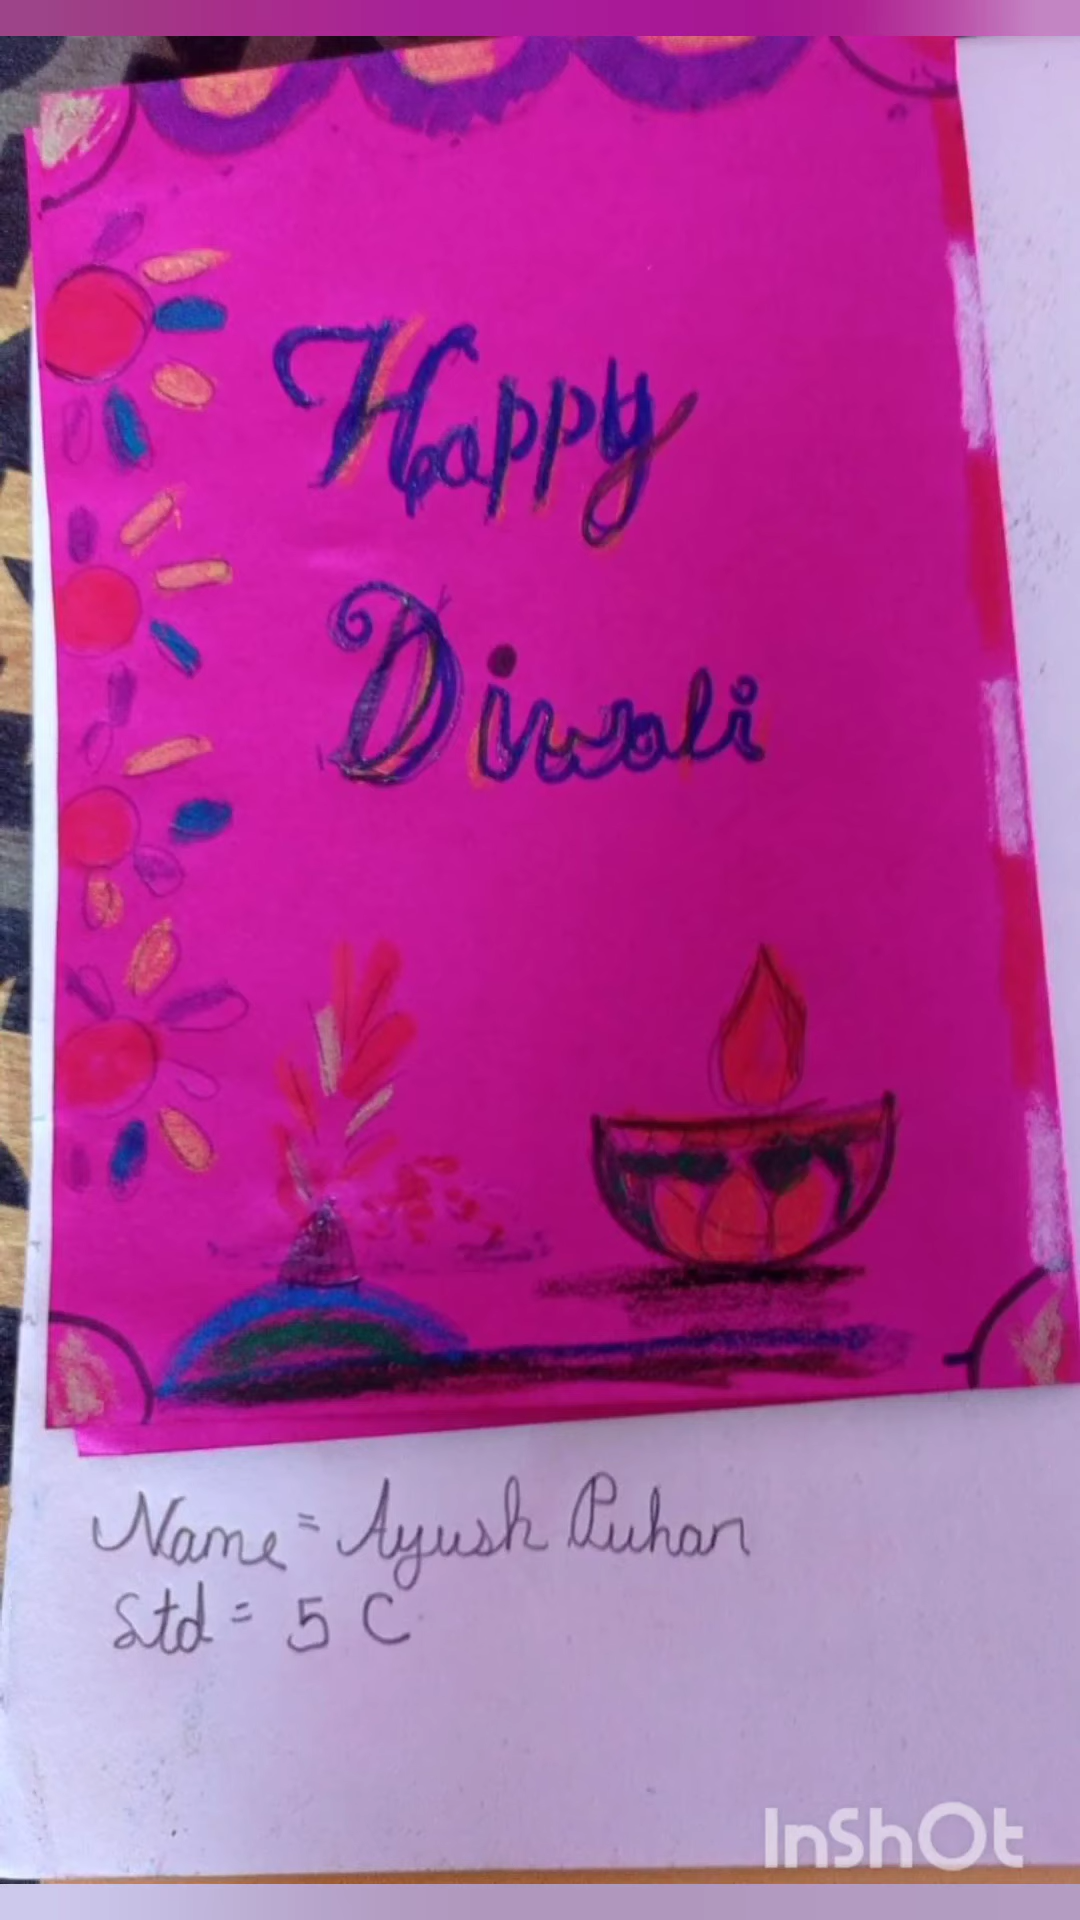 Happy
Diwali
Name = Ayush Puhan
Std = 5 C
InShOt